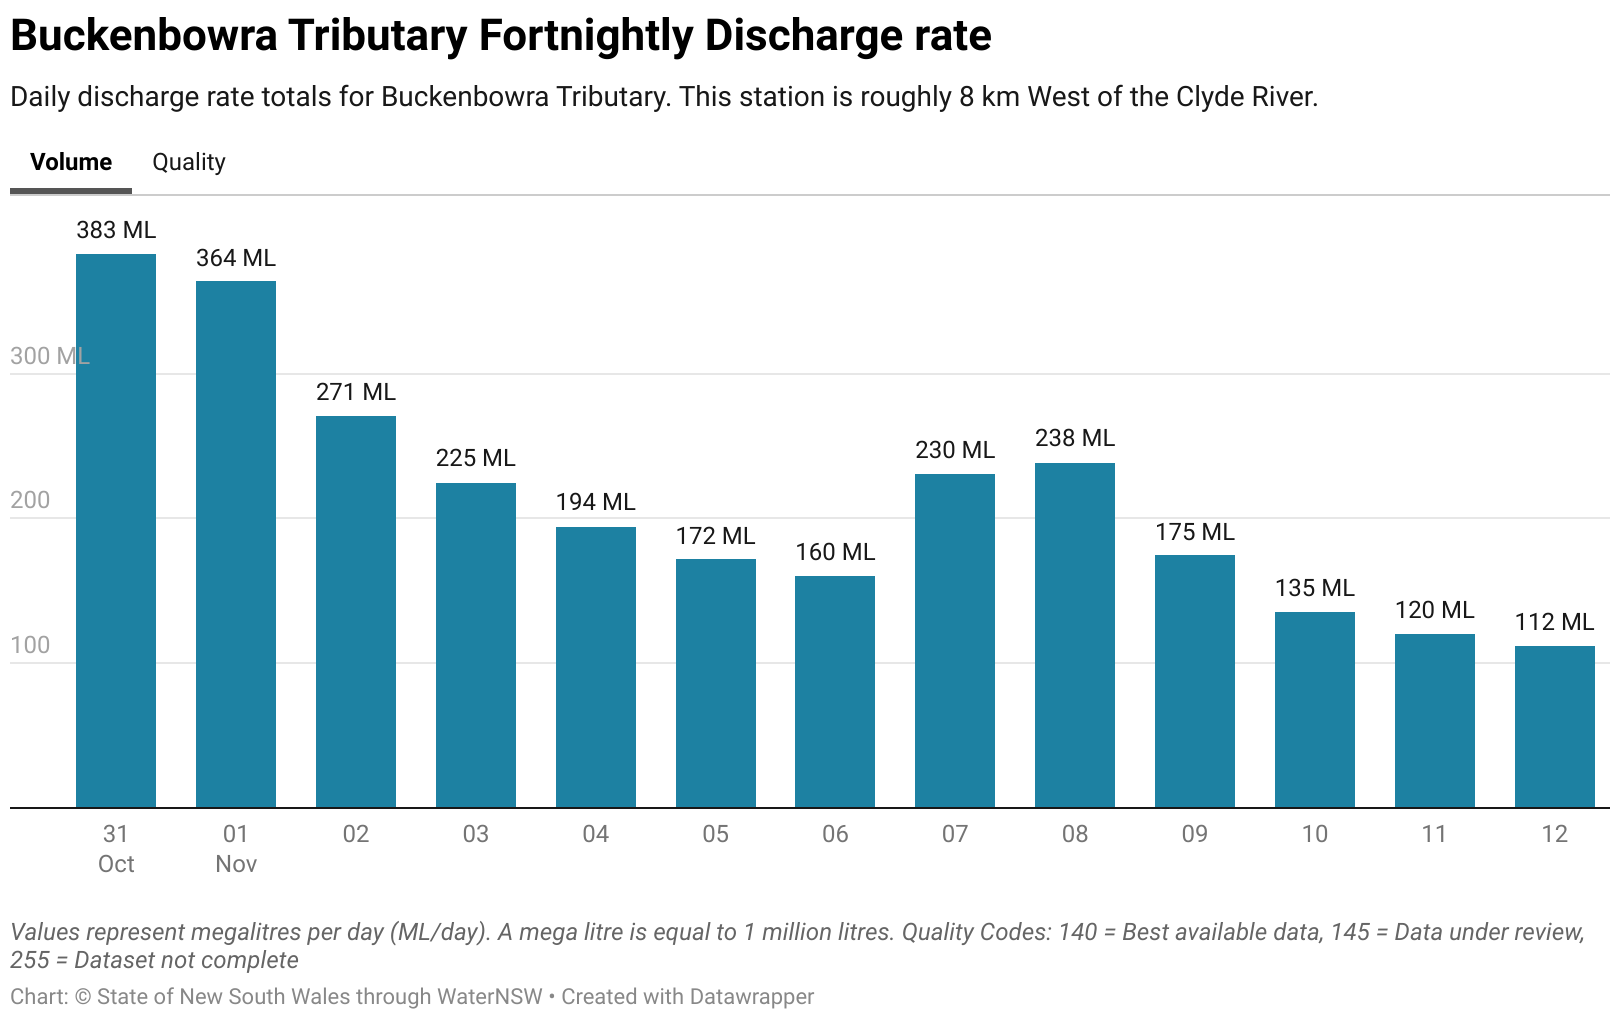 Buckenbowra Tributary Fortnightly Discharge rate
Daily discharge rate totals for Buckenbowra Tributary. This station is roughly 8 km West of the Clyde River.
Volume Quality
383 ML
364 ML
300 ML
271 ML
225 ML
194 ML
172 ML
160 ML
230 ML
238 ML
175 ML
135 ML
120 ML
112 ML
200
100
31 01 02 03 04 05 06 07 08 09 10 11 12
Oct Nov
Values represent megalitres per day (ML/day). A mega litre is equal to 1 million litres. Quality Codes: 140 = Best available data, 145 = Data under review,
255 = Dataset not complete
Chart: © State of New South Wales through WaterNSW • Created with Datawrapper